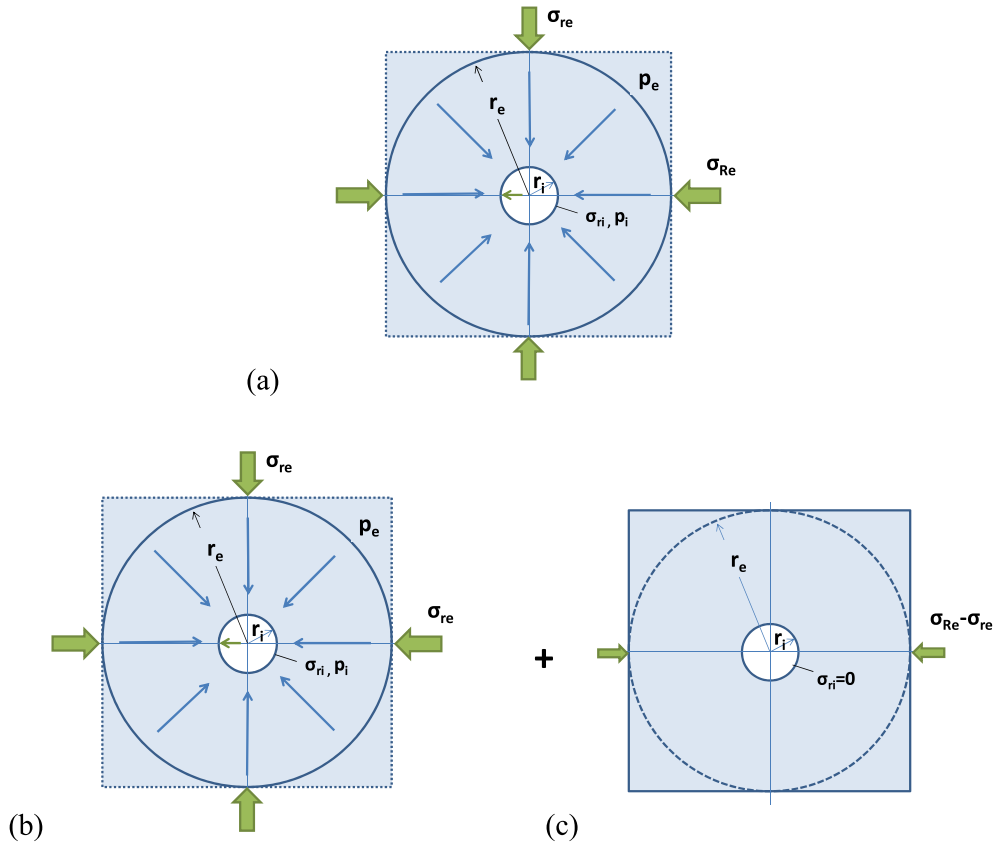 σre
pe
re
σRe
ri
σri , pi
(a)
σre
pe
re
σre
ri
σri , pi
(b)
+
re
σRe-σre
ri
σri=0
(c)